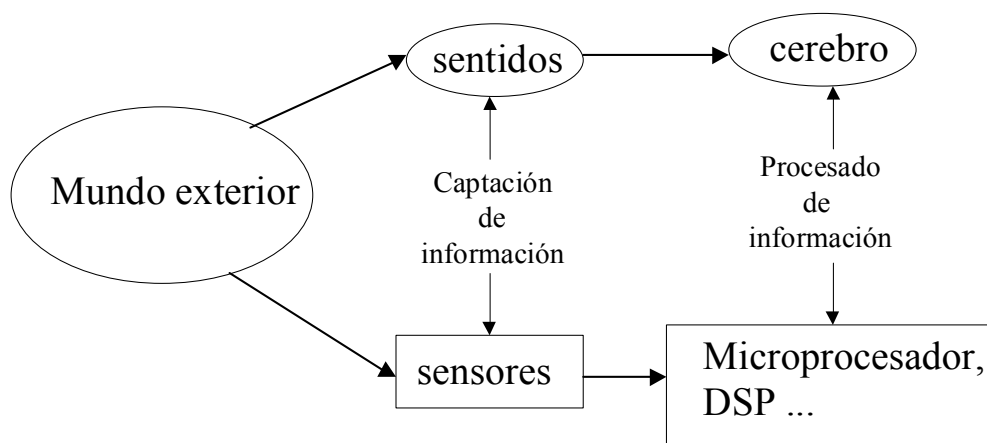 sentidos
cerebro
Mundo exterior
Captación
de
información
Procesado
de
información
sensores
Microprocesador,
DSP ...